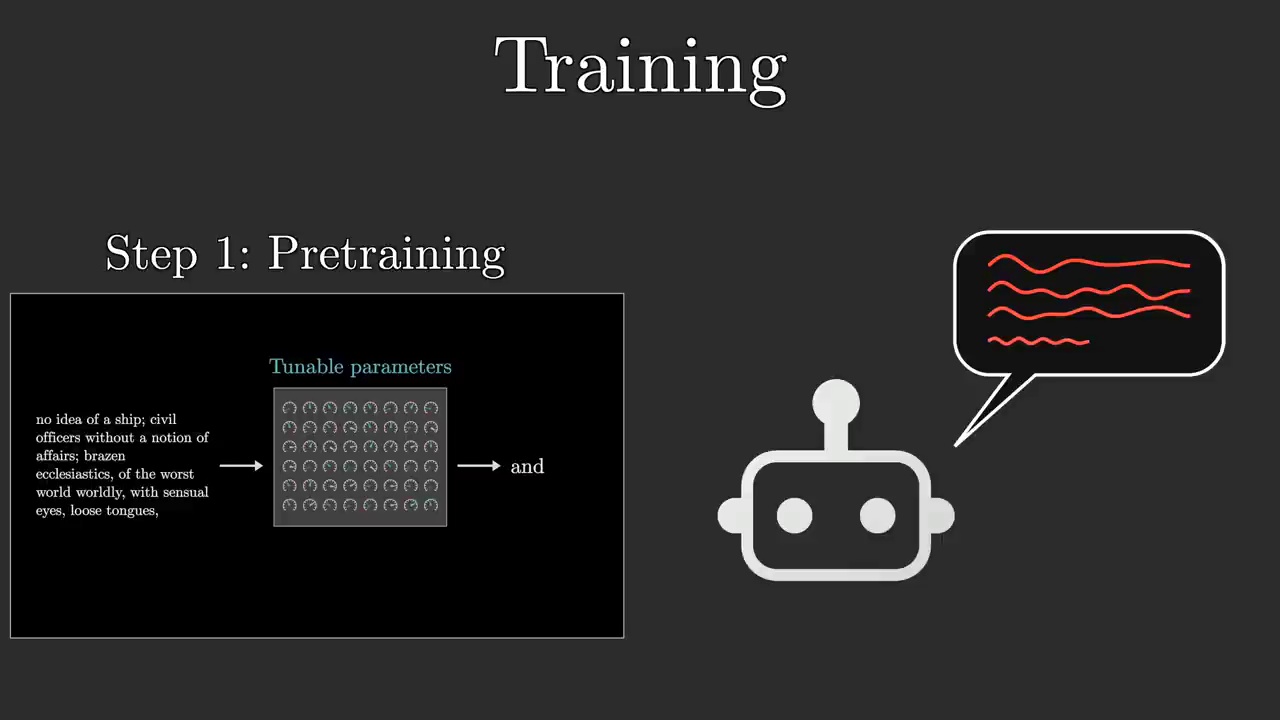 Training
Step 1: Pretraining
Tunable parameters
no idea of a ship; civil
officers without a notion of
affairs; brazen
ecclesiastics, of the worst
world worldly, with sensual
eyes, loose tongues,
and